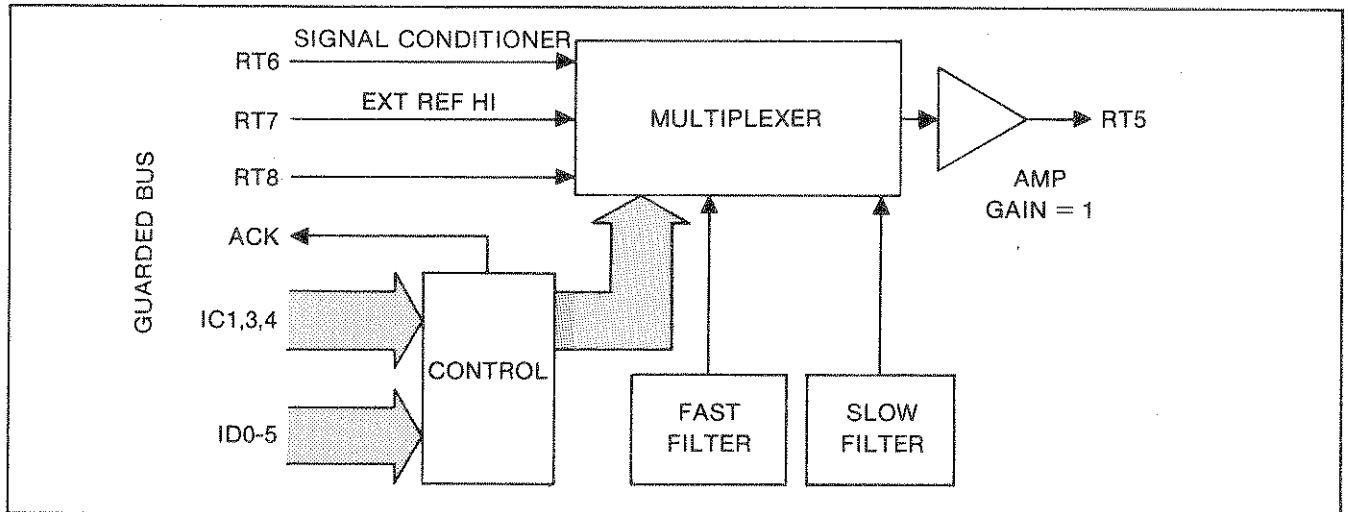 SIGNAL CONDITIONER
RT6
EXT REF HI
RT7
MULTIPLEXER
RT5
RT8
AMP
GAIN = 1
GUARDED BUS
ACK
IC1,3,4
CONTROL
ID0-5
FAST
FILTER
SLOW
FILTER